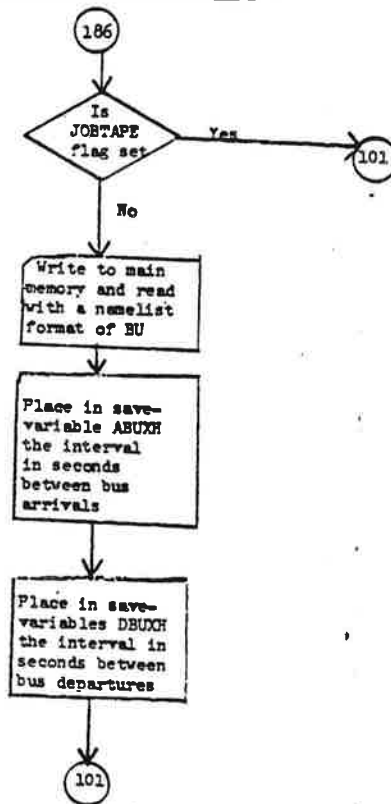 186
Is
JOBTAPE
flag set
Yes
101
No
Write to main
memory and read
with a namelist
format of BU
Place in save-
variable ABUXH
the interval
in seconds
between bus
arrivals
Place in save-
variables DBUXH
the interval in
seconds between
bus departures
101